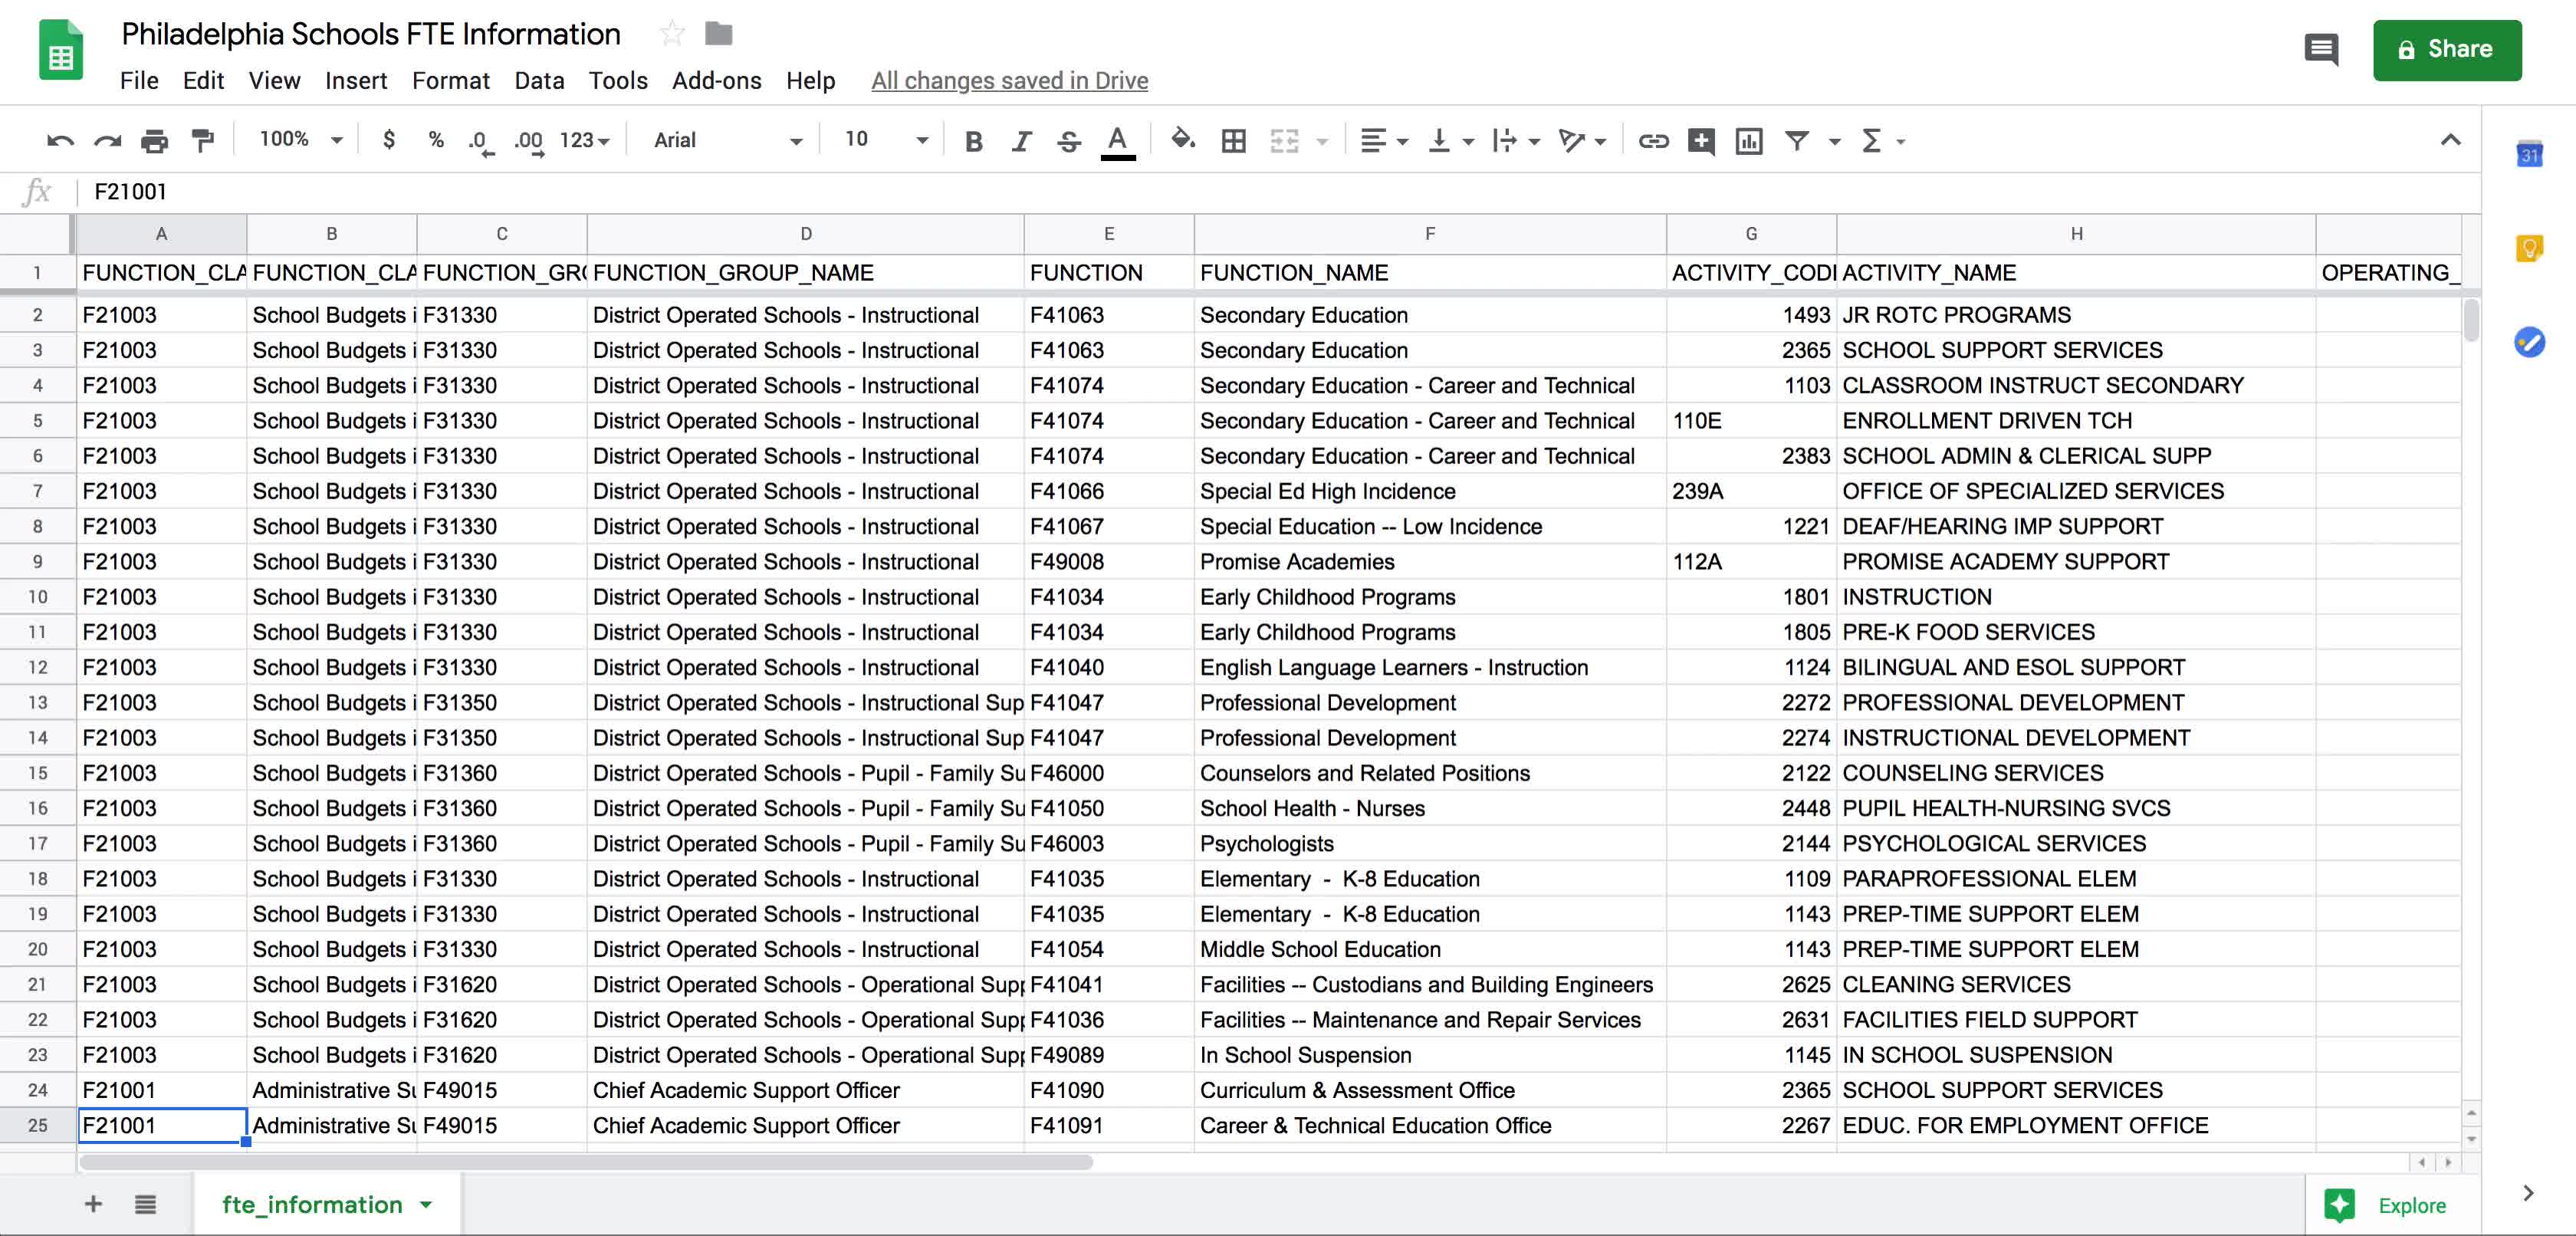 Philadelphia Schools FTE Information
File Edit View Insert Format Data Tools Add-ons Help All changes saved in Drive
Share
100% $ % .0 .00 123 Arial 10 B I S A Σ
31
fx F21001
A B C D E F G H
1 FUNCTION_CLA FUNCTION_CLA FUNCTION_GRO FUNCTION_GROUP_NAME FUNCTION FUNCTION_NAME ACTIVITY_CODE ACTIVITY_NAME OPERATING_
2 F21003 School Budgets i F31330 District Operated Schools - Instructional F41063 Secondary Education 1493 JR ROTC PROGRAMS
3 F21003 School Budgets i F31330 District Operated Schools - Instructional F41063 Secondary Education 2365 SCHOOL SUPPORT SERVICES
4 F21003 School Budgets i F31330 District Operated Schools - Instructional F41074 Secondary Education - Career and Technical 1103 CLASSROOM INSTRUCT SECONDARY
5 F21003 School Budgets i F31330 District Operated Schools - Instructional F41074 Secondary Education - Career and Technical 110E ENROLLMENT DRIVEN TCH
6 F21003 School Budgets i F31330 District Operated Schools - Instructional F41074 Secondary Education - Career and Technical 2383 SCHOOL ADMIN & CLERICAL SUPP
7 F21003 School Budgets i F31330 District Operated Schools - Instructional F41066 Special Ed High Incidence 239A OFFICE OF SPECIALIZED SERVICES
8 F21003 School Budgets i F31330 District Operated Schools - Instructional F41067 Special Education -- Low Incidence 1221 DEAF/HEARING IMP SUPPORT
9 F21003 School Budgets i F31330 District Operated Schools - Instructional F49008 Promise Academies 112A PROMISE ACADEMY SUPPORT
10 F21003 School Budgets i F31330 District Operated Schools - Instructional F41034 Early Childhood Programs 1801 INSTRUCTION
11 F21003 School Budgets i F31330 District Operated Schools - Instructional F41034 Early Childhood Programs 1805 PRE-K FOOD SERVICES
12 F21003 School Budgets i F31330 District Operated Schools - Instructional F41040 English Language Learners - Instruction 1124 BILINGUAL AND ESOL SUPPORT
13 F21003 School Budgets i F31350 District Operated Schools - Instructional Sup F41047 Professional Development 2272 PROFESSIONAL DEVELOPMENT
14 F21003 School Budgets i F31350 District Operated Schools - Instructional Sup F41047 Professional Development 2274 INSTRUCTIONAL DEVELOPMENT
15 F21003 School Budgets i F31360 District Operated Schools - Pupil - Family Su F46000 Counselors and Related Positions 2122 COUNSELING SERVICES
16 F21003 School Budgets i F31360 District Operated Schools - Pupil - Family Su F41050 School Health - Nurses 2448 PUPIL HEALTH-NURSING SVCS
17 F21003 School Budgets i F31360 District Operated Schools - Pupil - Family Su F46003 Psychologists 2144 PSYCHOLOGICAL SERVICES
18 F21003 School Budgets i F31330 District Operated Schools - Instructional F41035 Elementary - K-8 Education 1109 PARAPROFESSIONAL ELEM
19 F21003 School Budgets i F31330 District Operated Schools - Instructional F41035 Elementary - K-8 Education 1143 PREP-TIME SUPPORT ELEM
20 F21003 School Budgets i F31330 District Operated Schools - Instructional F41054 Middle School Education 1143 PREP-TIME SUPPORT ELEM
21 F21003 School Budgets i F31620 District Operated Schools - Operational Supp F41041 Facilities -- Custodians and Building Engineers 2625 CLEANING SERVICES
22 F21003 School Budgets i F31620 District Operated Schools - Operational Supp F41036 Facilities -- Maintenance and Repair Services 2631 FACILITIES FIELD SUPPORT
23 F21003 School Budgets i F31620 District Operated Schools - Operational Supp F49089 In School Suspension 1145 IN SCHOOL SUSPENSION
24 F21001 Administrative Su F49015 Chief Academic Support Officer F41090 Curriculum & Assessment Office 2365 SCHOOL SUPPORT SERVICES
25 F21001 Administrative Su F49015 Chief Academic Support Officer F41091 Career & Technical Education Office 2267 EDUC. FOR EMPLOYMENT OFFICE
fte_information
Explore